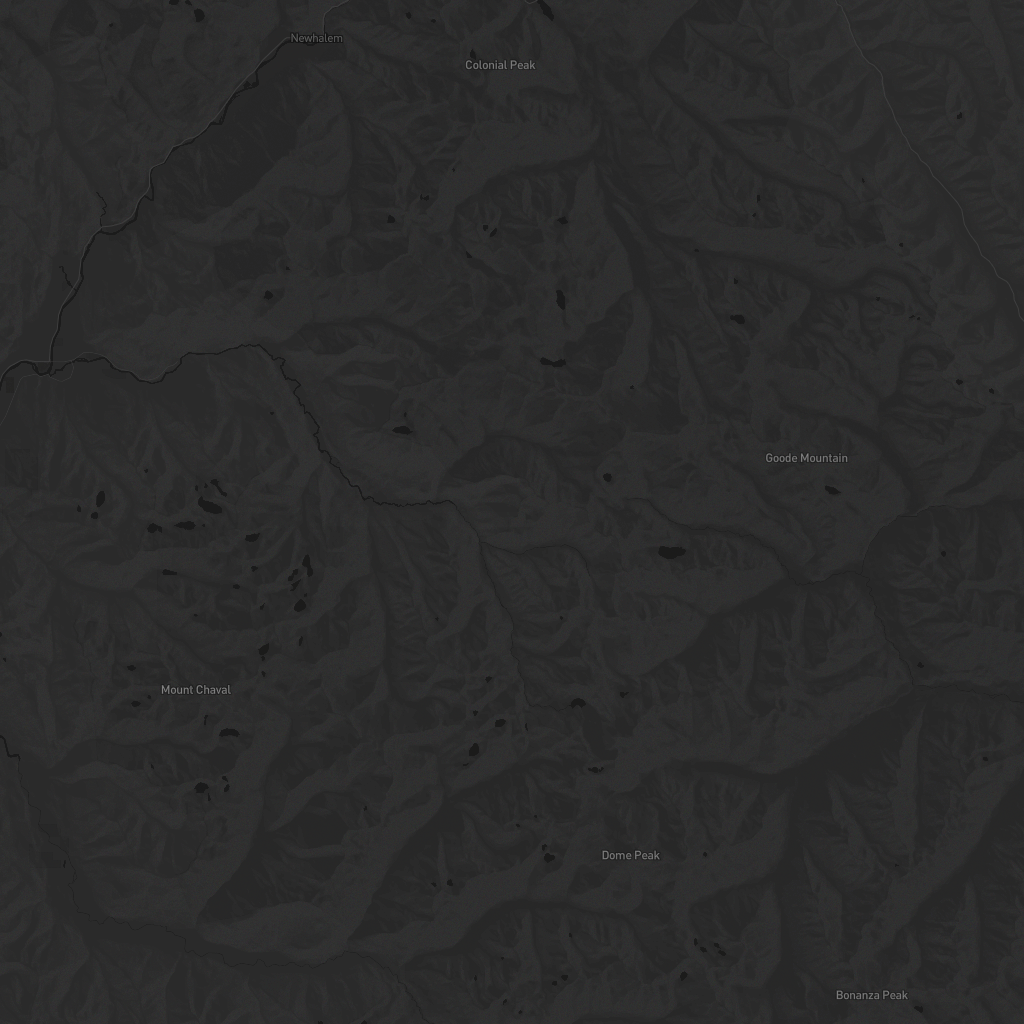 Newhalem
Colonial Peak
Goode Mountain
Mount Chaval
Dome Peak
Bonanza Peak